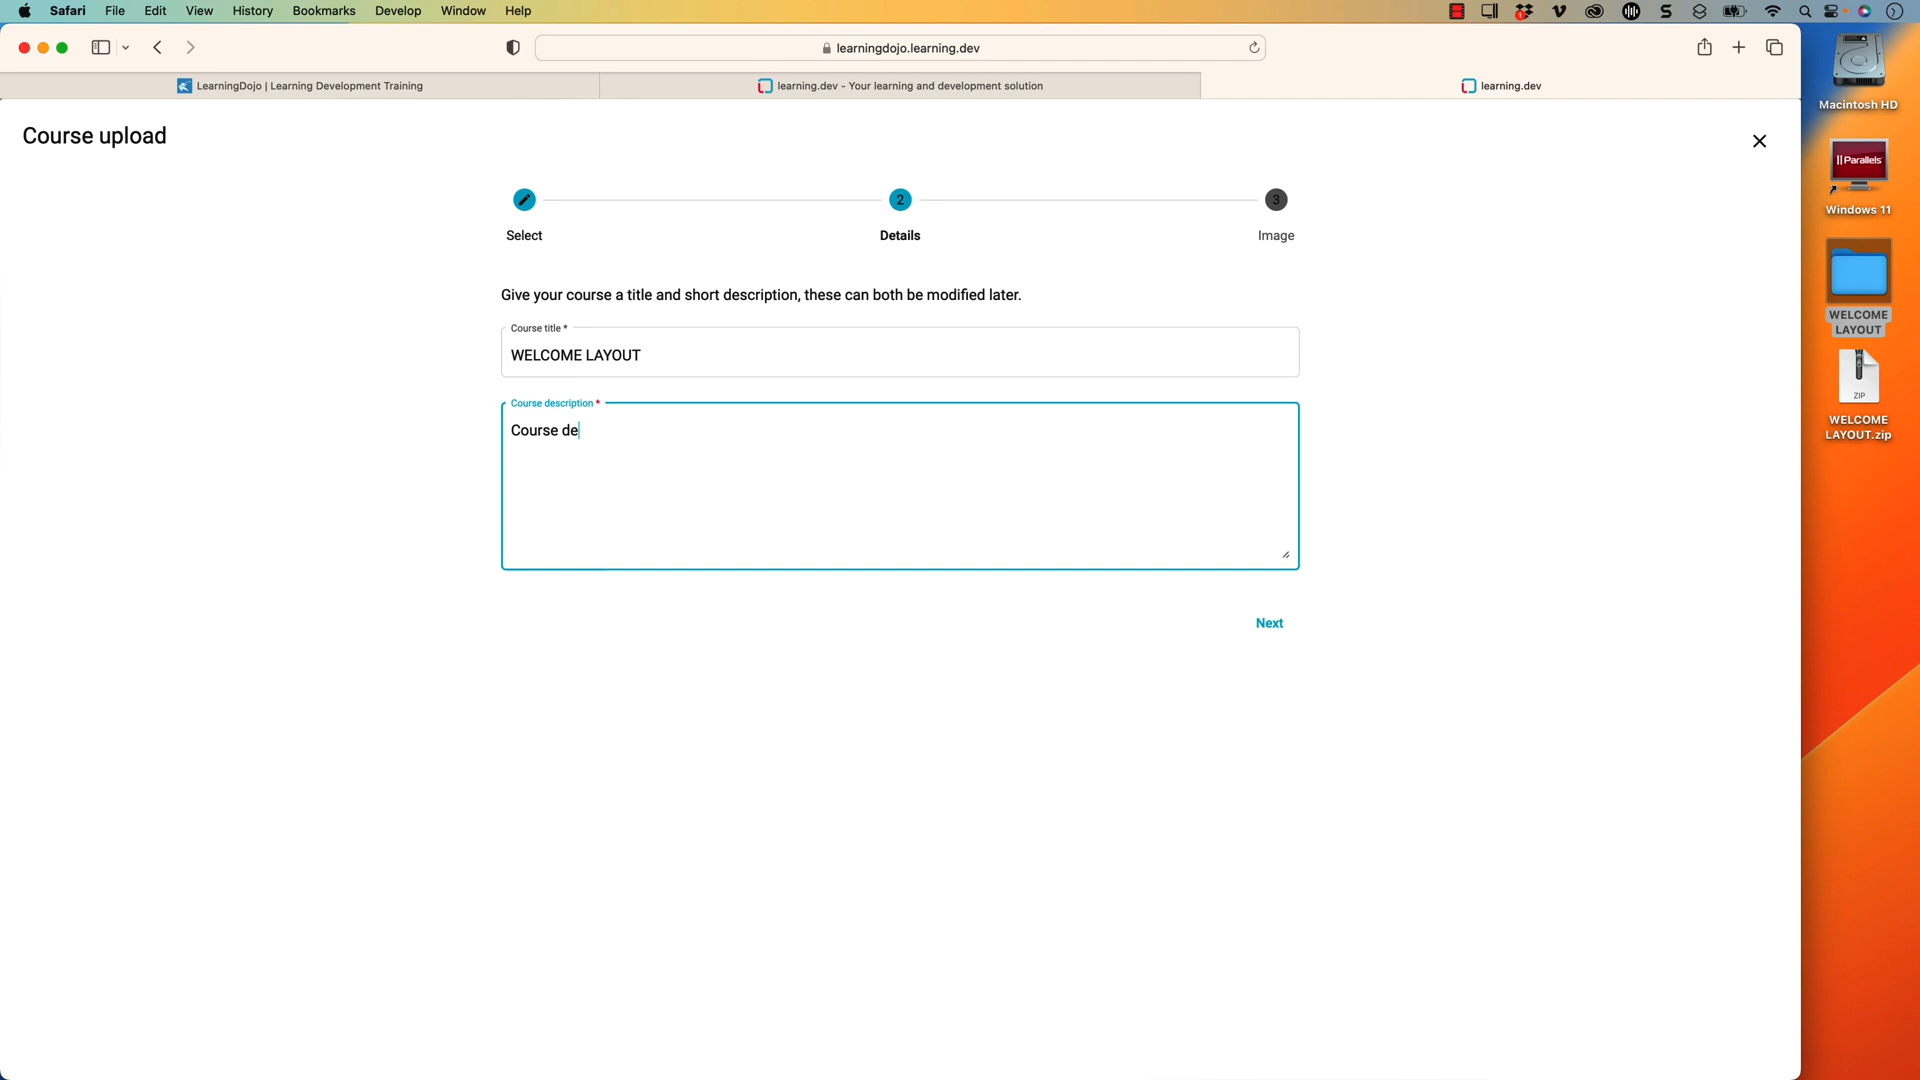 Safari File Edit View History Bookmarks Develop Window Help
learningdojo.learning.dev
LearningDojo | Learning Development Training
learning.dev - Your learning and development solution
learning.dev
Course upload
2
3
Select
Details
Image
Give your course a title and short description, these can both be modified later.
Course title *
WELCOME LAYOUT
Course description *
Course de
Next
Macintosh HD
|| Parallels
Windows 11
WELCOME
LAYOUT
ZIP
WELCOME
LAYOUT.zip